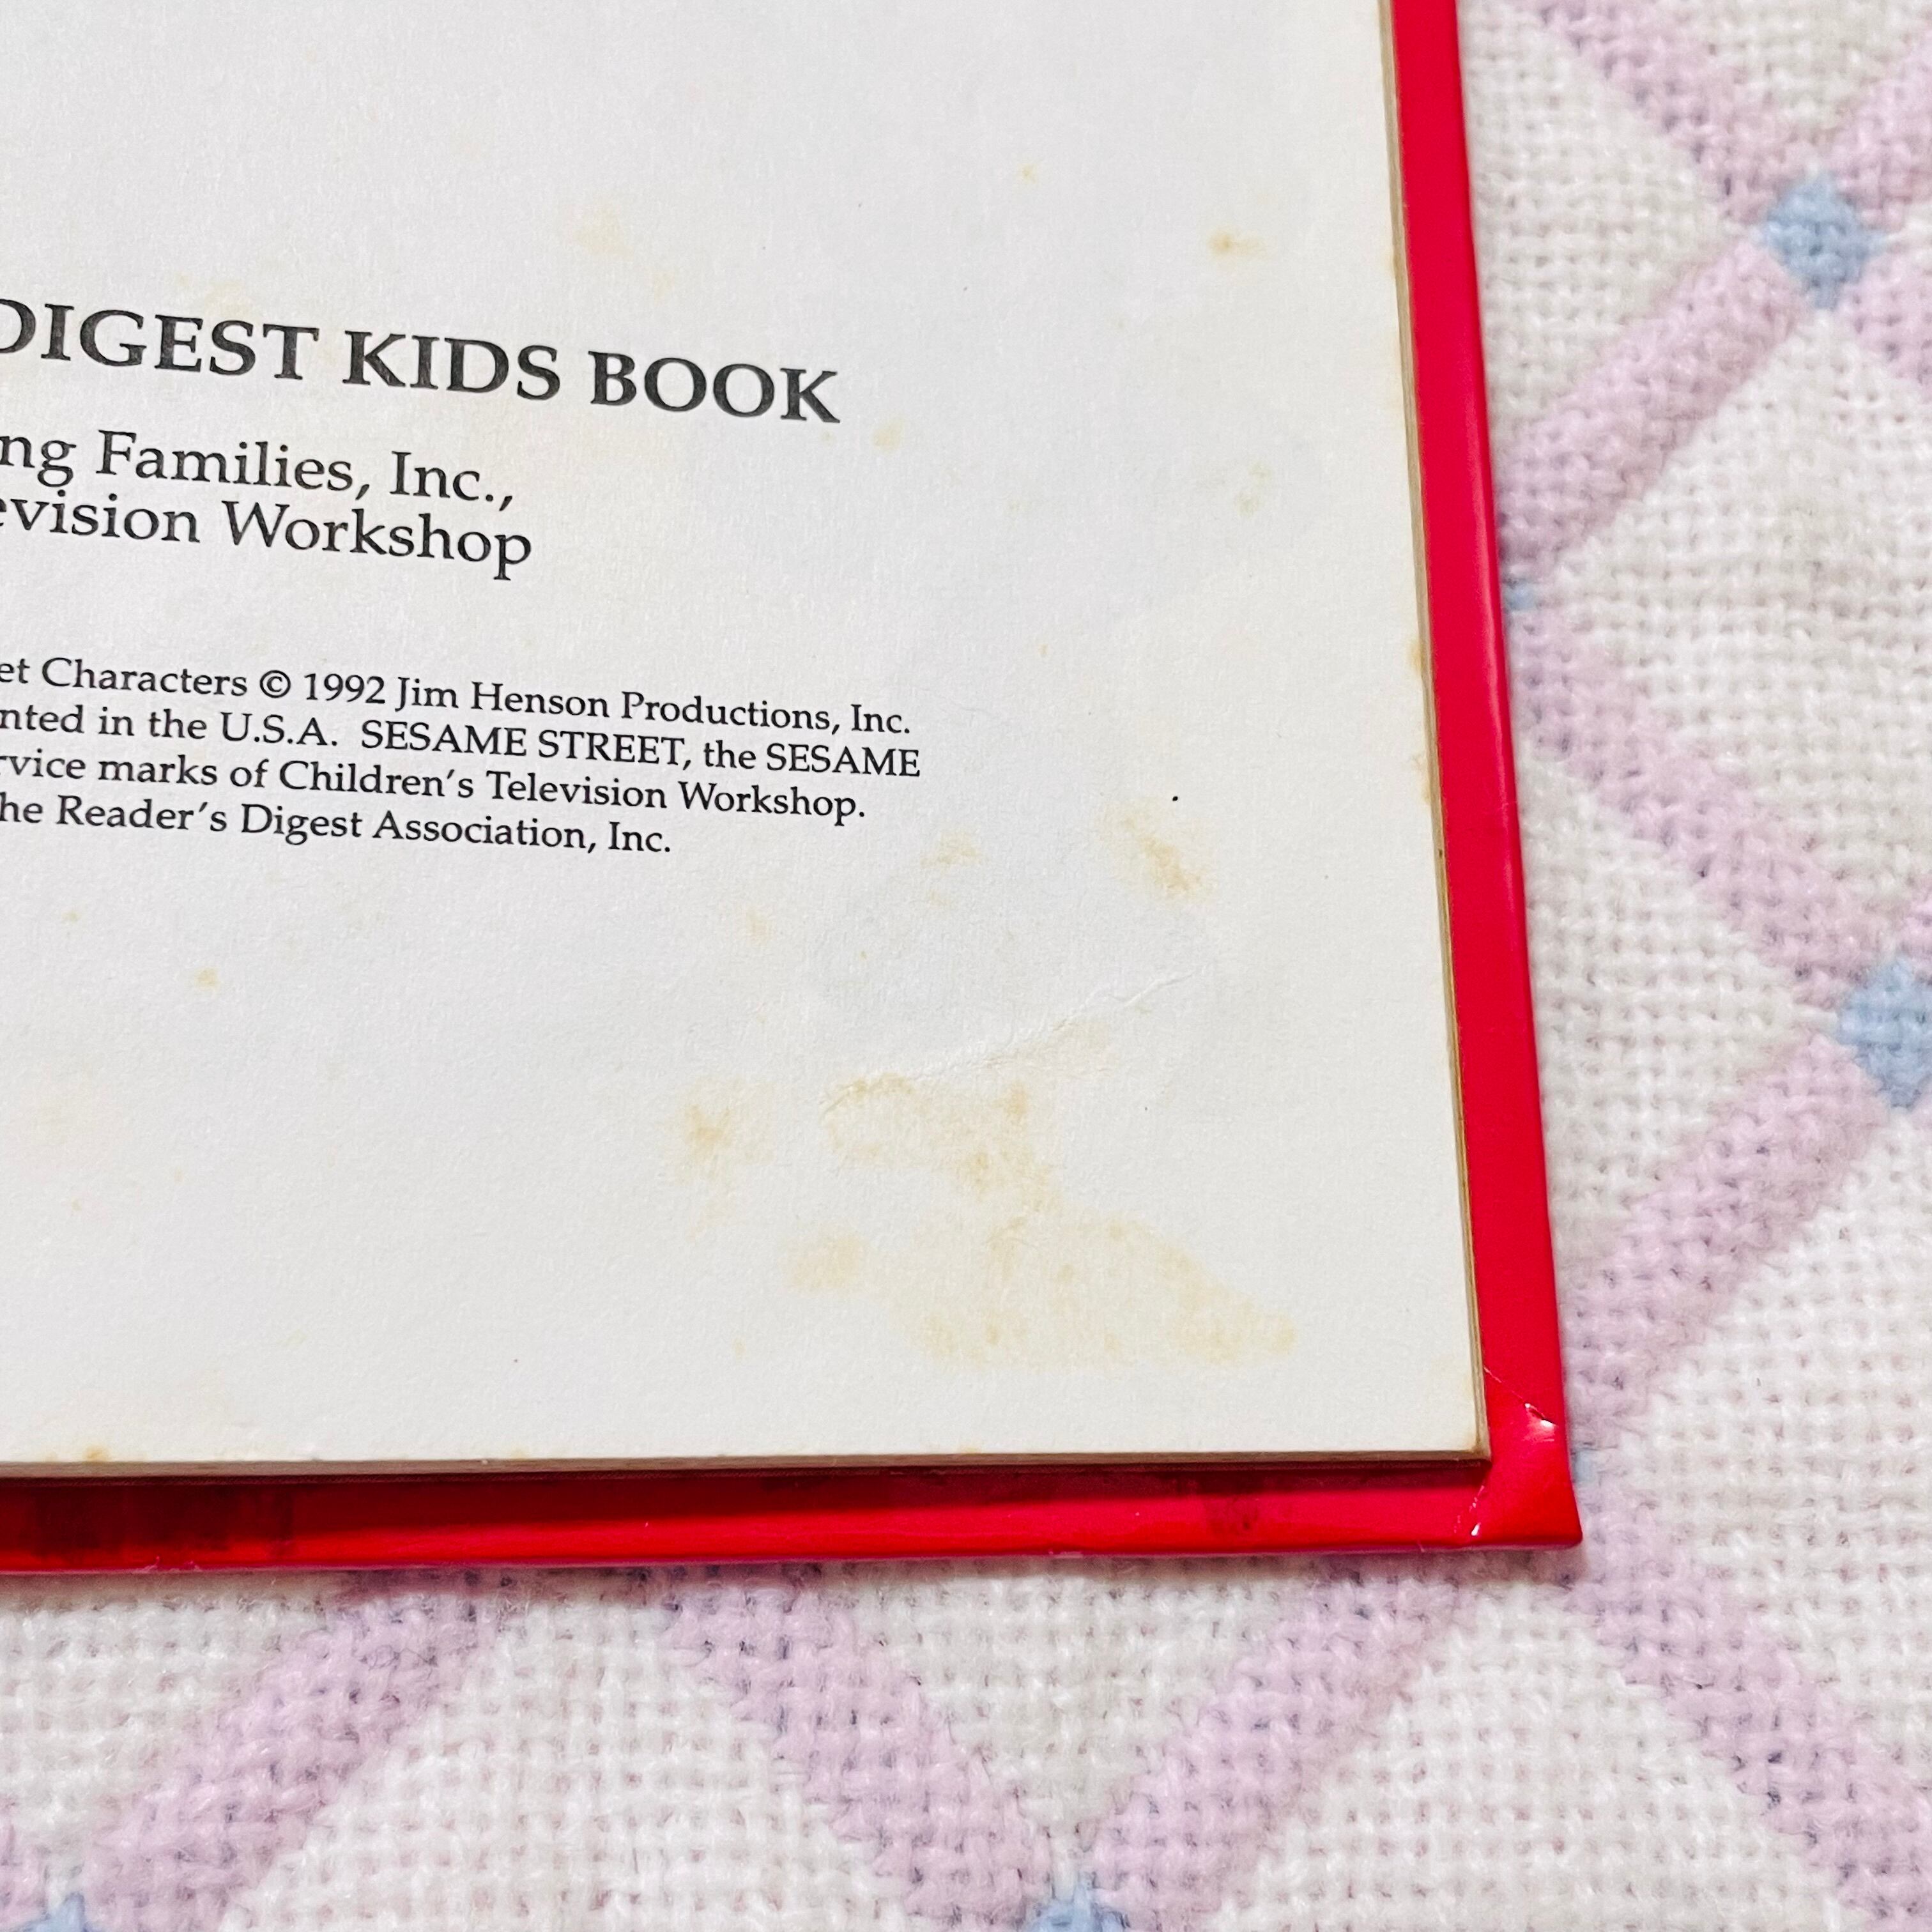 DIGEST KIDS BOOK
ng Families, Inc.,
evision Workshop
et Characters © 1992 Jim Henson Productions, Inc.
nted in the U.S.A. SESAME STREET, the SESAME
rvice marks of Children's Television Workshop.
he Reader's Digest Association, Inc.